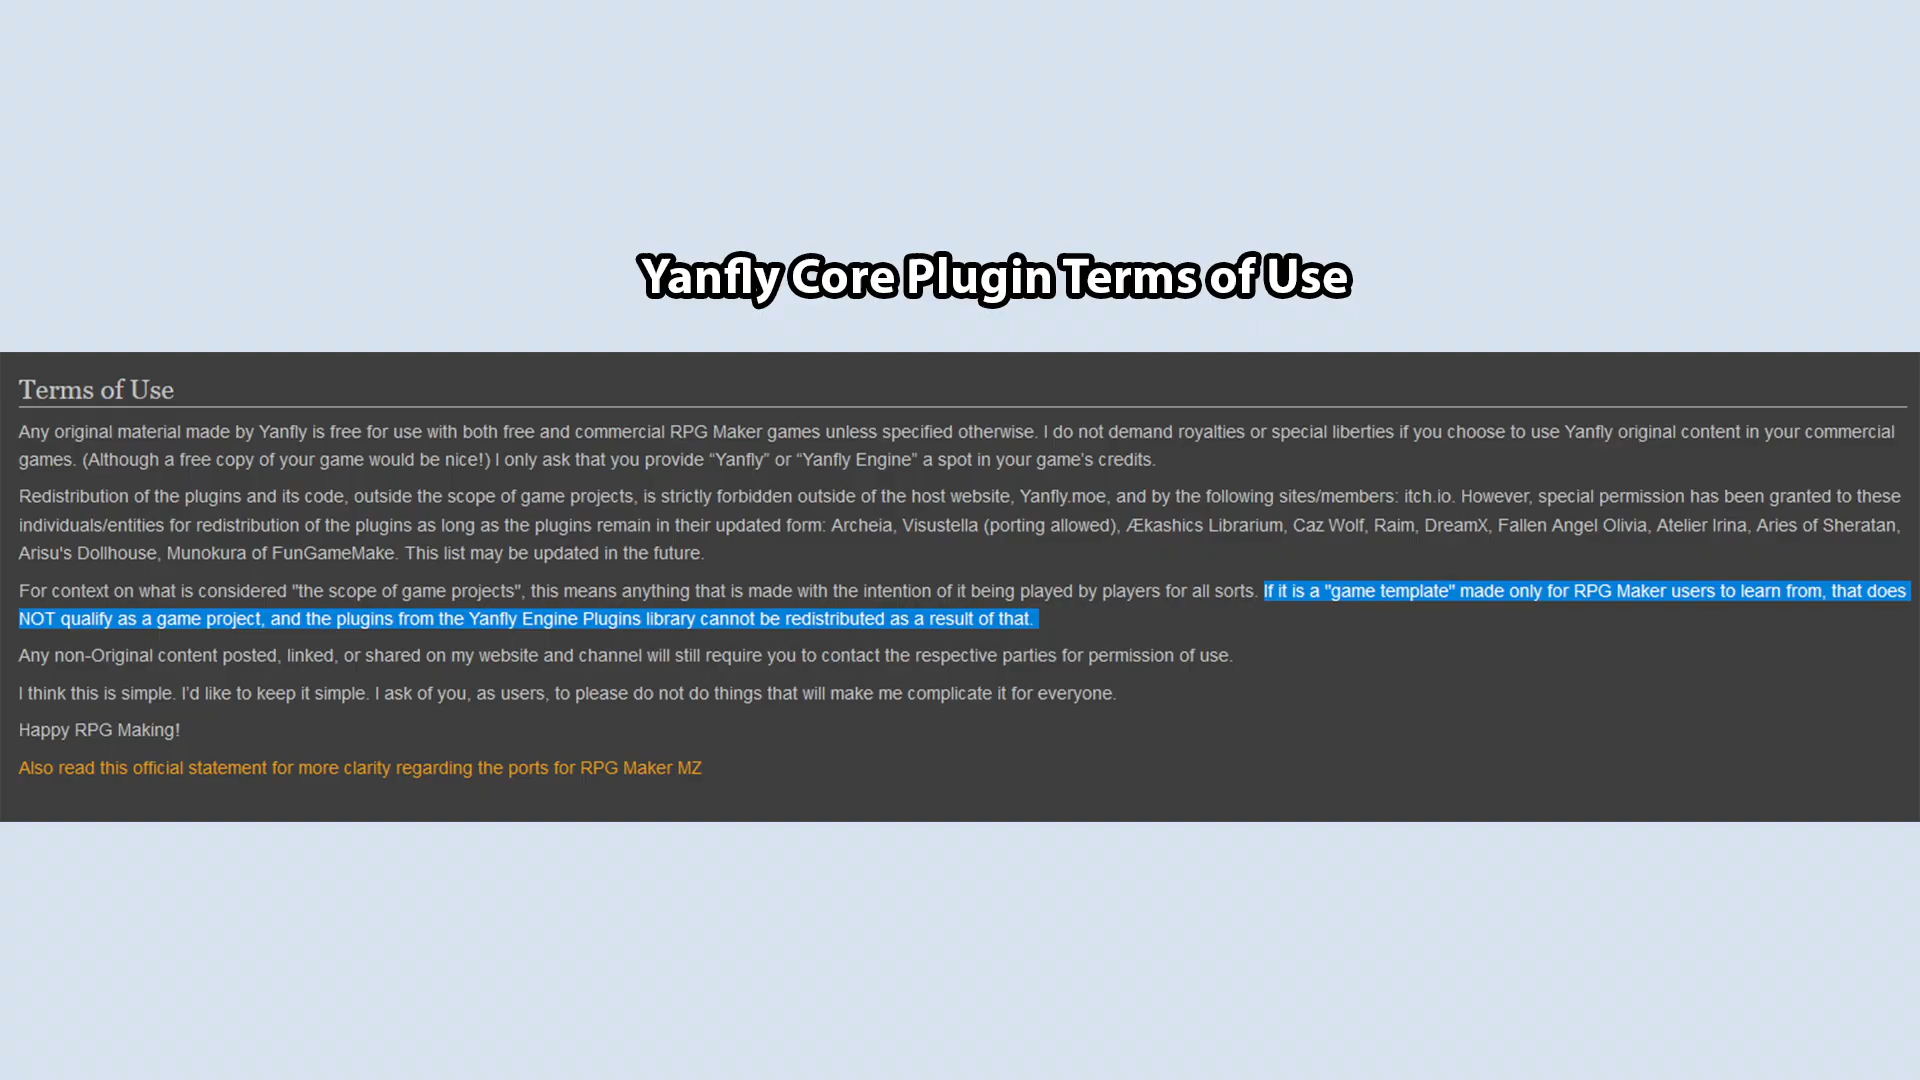 Yanfly Core Plugin Terms of Use
Terms of Use
Any original material made by Yanfly is free for use with both free and commercial RPG Maker games unless specified otherwise. I do not demand royalties or special liberties if you choose to use Yanfly original content in your commercial
games. (Although a free copy of your game would be nice!) I only ask that you provide “Yanfly” or “Yanfly Engine” a spot in your game's credits.
Redistribution of the plugins and its code, outside the scope of game projects, is strictly forbidden outside of the host website, Yanfly.moe, and by the following sites/members: itch.io. However, special permission has been granted to these
individuals/entities for redistribution of the plugins as long as the plugins remain in their updated form: Archeia, Visustella (porting allowed), Ækashics Librarium, Caz Wolf, Raim, DreamX, Fallen Angel Olivia, Atelier Irina, Aries of Sheratan,
Arisu's Dollhouse, Munokura of FunGameMake. This list may be updated in the future.
For context on what is considered "the scope of game projects", this means anything that is made with the intention of it being played by players for all sorts. If it is a "game template" made only for RPG Maker users to learn from, that does
NOT qualify as a game project, and the plugins from the Yanfly Engine Plugins library cannot be redistributed as a result of that.
Any non-Original content posted, linked, or shared on my website and channel will still require you to contact the respective parties for permission of use.
I think this is simple. I'd like to keep it simple. I ask of you, as users, to please do not do things that will make me complicate it for everyone.
Happy RPG Making!
Also read this official statement for more clarity regarding the ports for RPG Maker MZ